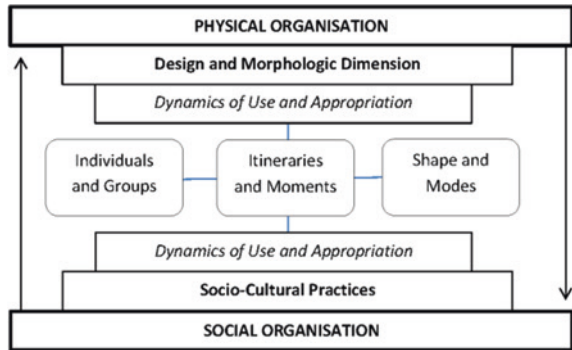 PHYSICAL ORGANISATION
Design and Morphologic Dimension
Dynamics of Use and Appropriation
Individuals
and Groups
Itineraries
and Moments
Shape and
Modes
Dynamics of Use and Appropriation
Socio-Cultural Practices
SOCIAL ORGANISATION